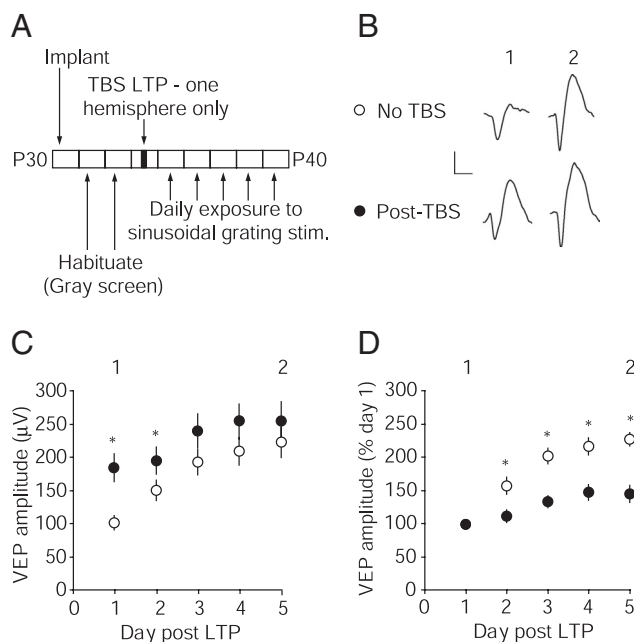 A
Implant
TBS LTP - one
hemisphere only
P30
P40
Daily exposure to
sinusoidal grating stim.
Habituate
(Gray screen)
B
1 2
No TBS
Post-TBS
C
1 2
VEP amplitude (μV)
300
250
200
150
100
50
0
* *
0 1 2 3 4 5
Day post LTP
D
1 2
VEP amplitude (% day 1)
300
250
200
150
100
50
0
* * * *
0 1 2 3 4 5
Day post LTP